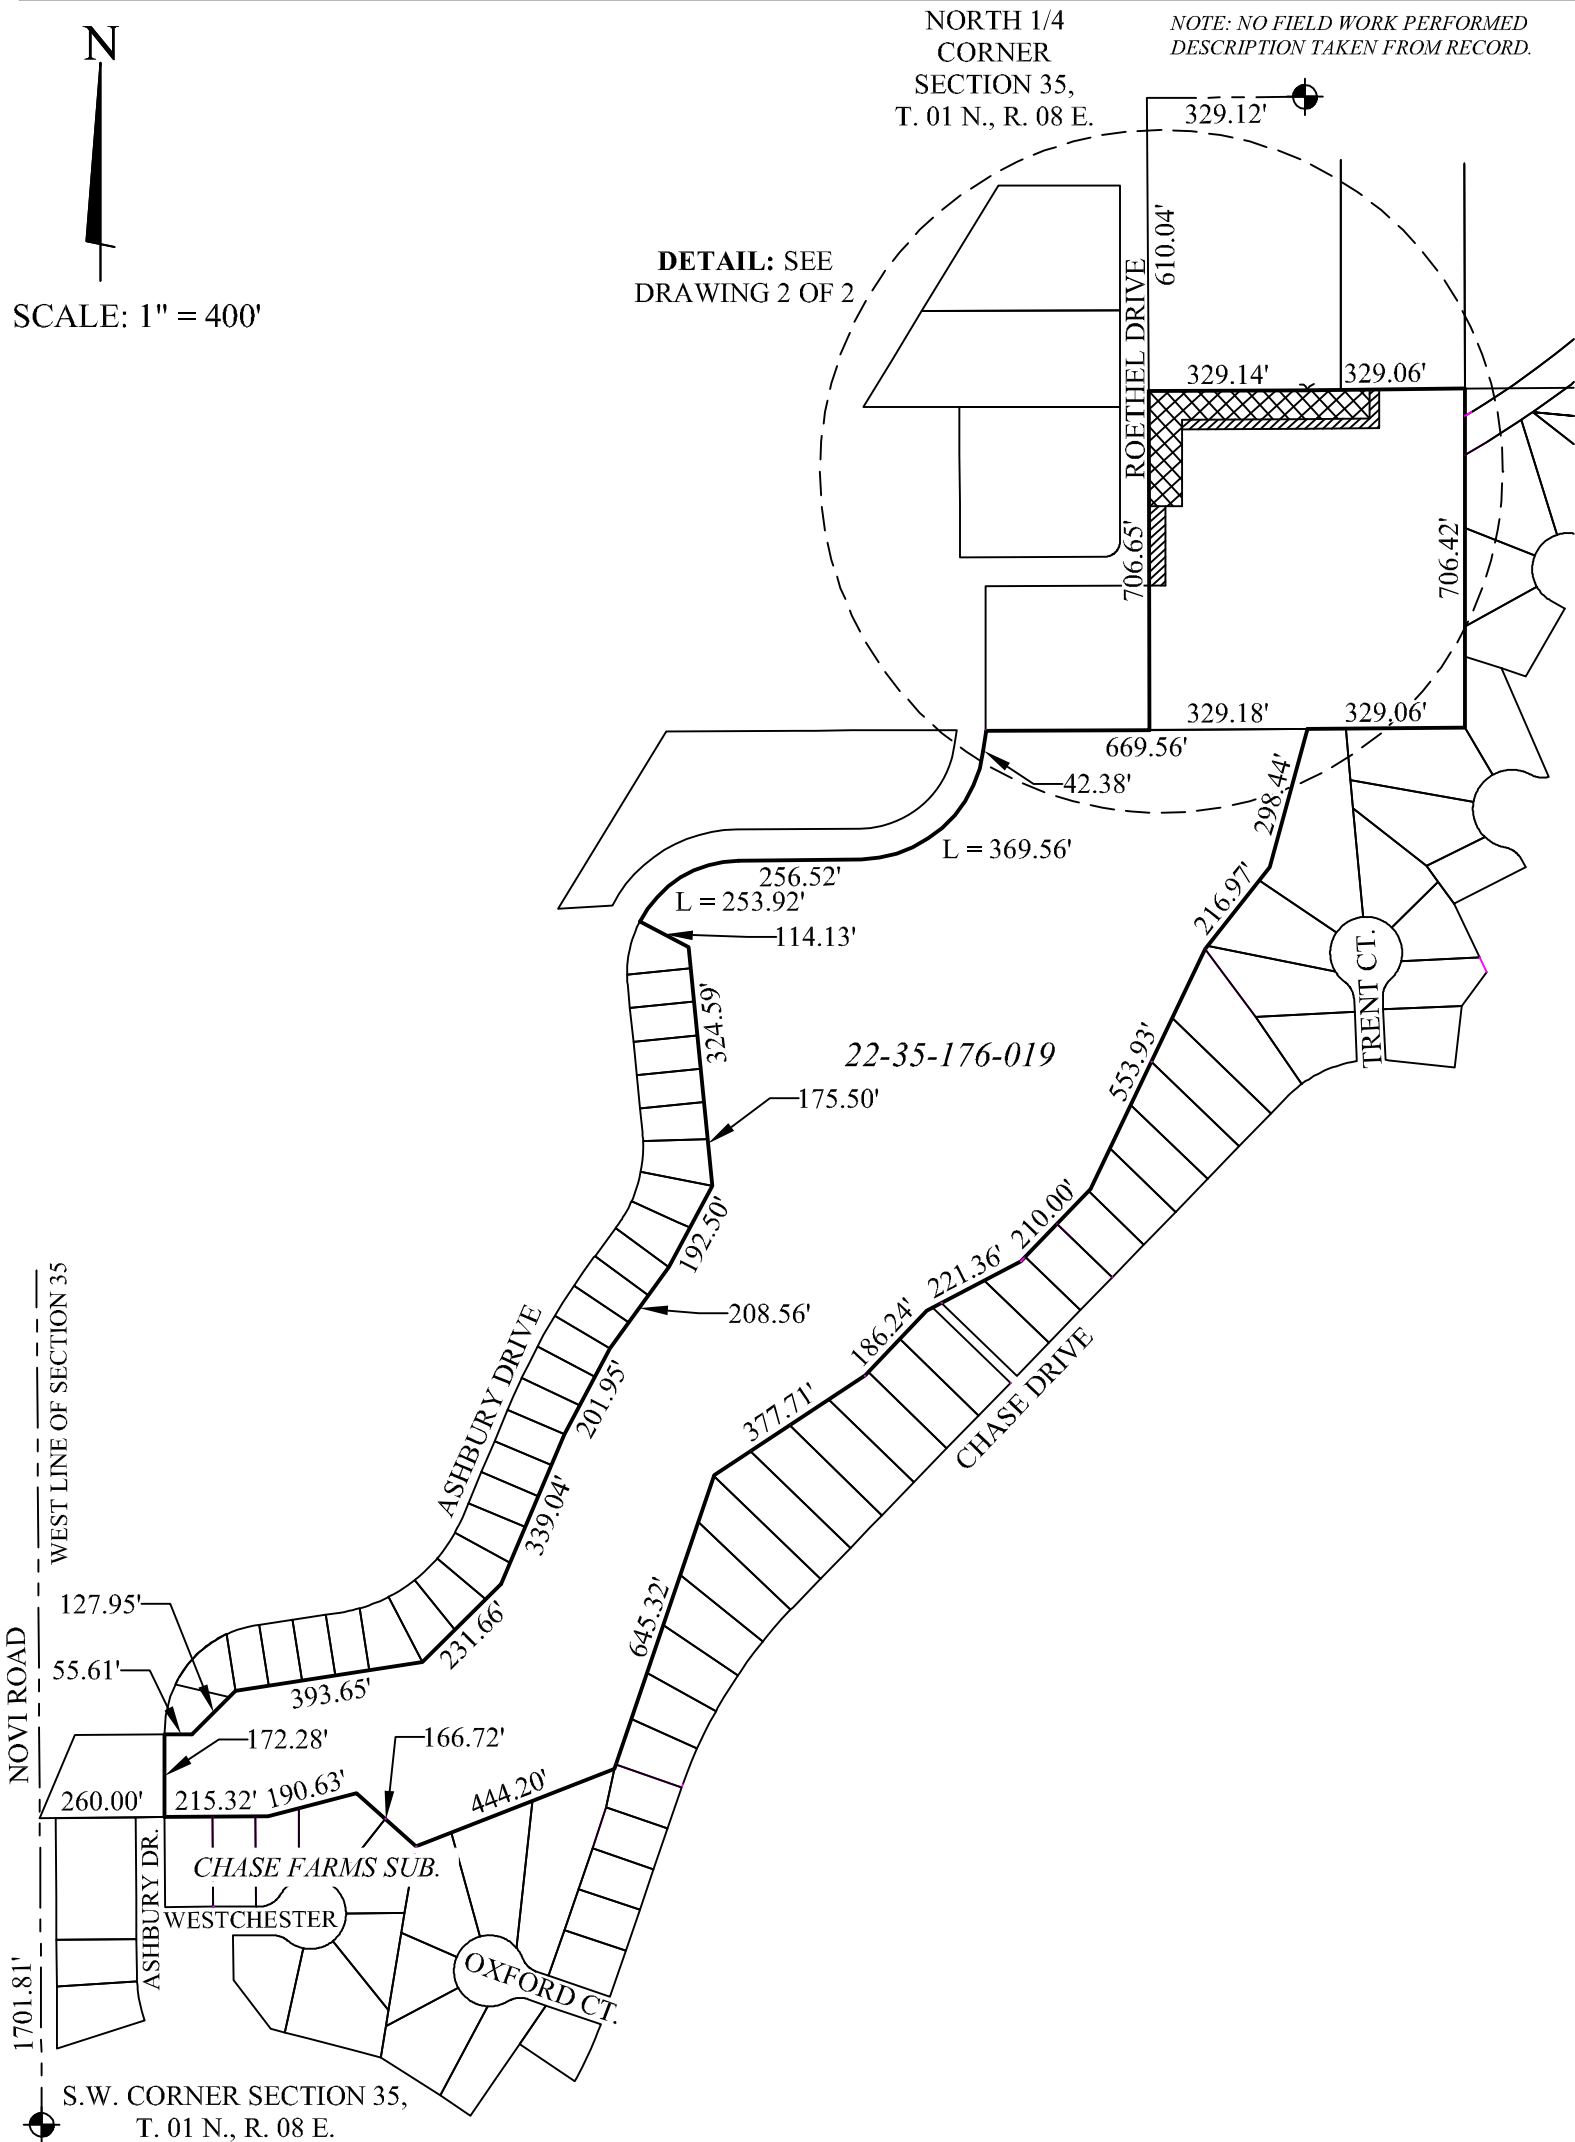 N
SCALE: 1" = 400'
NORTH 1/4
CORNER
SECTION 35,
T. 01 N., R. 08 E.
NOTE: NO FIELD WORK PERFORMED
DESCRIPTION TAKEN FROM RECORD.
329.12'
610.04'
DETAIL: SEE
DRAWING 2 OF 2
ROETHEL DRIVE
329.14'
329.06'
706.65'
706.42'
329.18'
329.06'
669.56'
42.38'
298.44'
L = 369.56'
256.52'
L = 253.92'
216.97'
114.13'
TRENT CT.
324.59'
22-35-176-019
553.93'
175.50'
192.50'
210.00'
221.36'
208.56'
186.24'
WEST LINE OF SECTION 35
ASHBURY DRIVE
201.95'
CHASE DRIVE
377.71'
339.04'
127.95'
231.66'
645.32'
55.61'
393.65'
NOVI ROAD
172.28'
166.72'
260.00'
215.32'
190.63'
444.20'
ASHBURY DR.
CHASE FARMS SUB.
WESTCHESTER
OXFORD CT.
1701.81'
S.W. CORNER SECTION 35,
T. 01 N., R. 08 E.